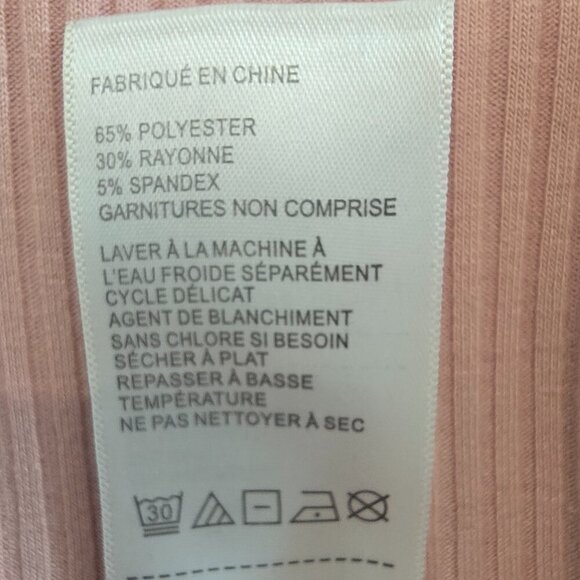 FABRIQUÉ EN CHINE
65% POLYESTER
30% RAYONNE
5% SPANDEX
GARNITURES NON COMPRISE
LAVER À LA MACHINE À
L'EAU FROIDE SÉPARÉMENT
CYCLE DÉLICAT
AGENT DE BLANCHIMENT
SANS CHLORE SI BESOIN
SÉCHER À PLAT
REPASSER À BASSE
TEMPÉRATURE
NE PAS NETTOYER À SEC
30